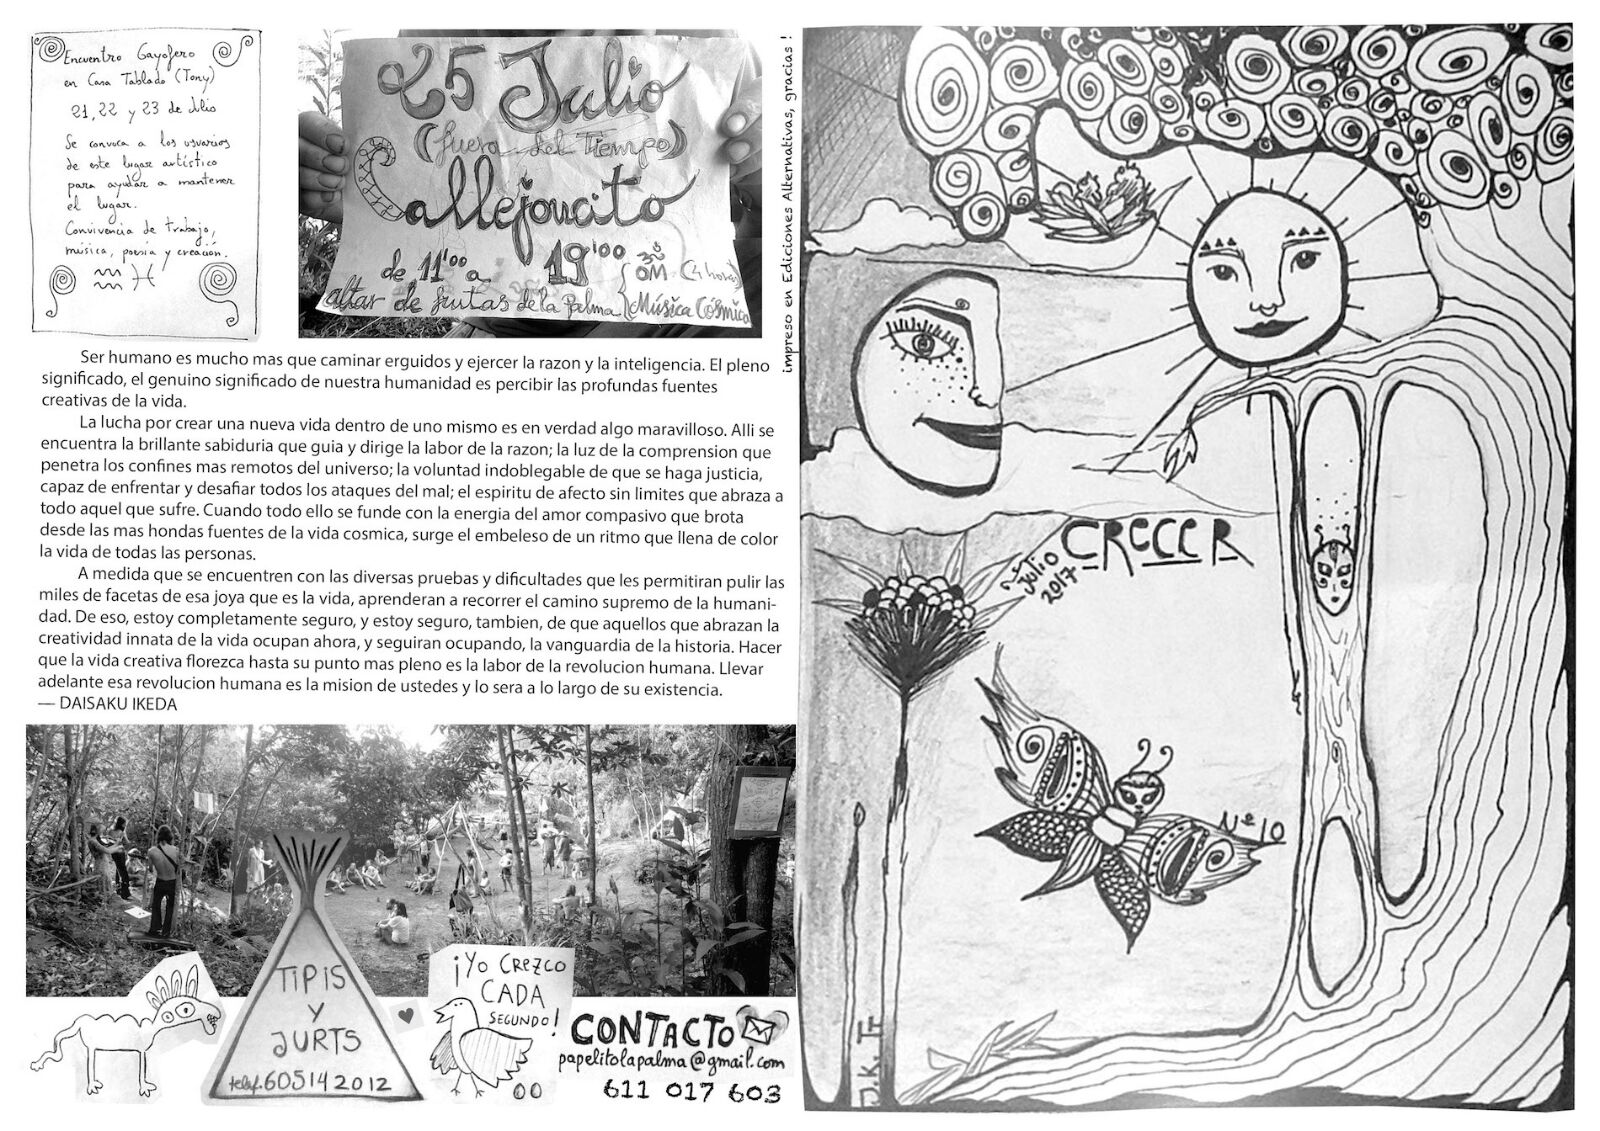 Encuentro Gayofero
en Casa Tablado (Tony)
21, 22 y 23 de Julio
Se convoca a los usuarios
de este lugar artístico
para ayudar a mantener
el lugar.
Convivencia de trabajo,
música, poesía y creación.
25 Julio
(fuera del Tiempo)
Callejoncito
de 11'00 a 19'00
OM (4 horas)
altar de frutas de la Palma
Música Cósmica
impreso en Ediciones Alternativas, gracias !
Ser humano es mucho mas que caminar erguidos y ejercer la razon y la inteligencia. El pleno
significado, el genuino significado de nuestra humanidad es percibir las profundas fuentes
creativas de la vida.
La lucha por crear una nueva vida dentro de uno mismo es en verdad algo maravilloso. Alli se
encuentra la brillante sabiduria que guia y dirige la labor de la razon; la luz de la comprension que
penetra los confines mas remotos del universo; la voluntad indoblegable de que se haga justicia,
capaz de enfrentar y desafiar todos los ataques del mal; el espiritu de afecto sin limites que abraza a
todo aquel que sufre. Cuando todo ello se funde con la energia del amor compasivo que brota
desde las mas hondas fuentes de la vida cosmica, surge el embeleso de un ritmo que llena de color
la vida de todas las personas.
A medida que se encuentren con las diversas pruebas y dificultades que les permitiran pulir las
miles de facetas de esa joya que es la vida, aprenderan a recorrer el camino supremo de la humani-
dad. De eso, estoy completamente seguro, y estoy seguro, tambien, de que aquellos que abrazan la
creatividad innata de la vida ocupan ahora, y seguiran ocupando, la vanguardia de la historia. Hacer
que la vida creativa florezca hasta su punto mas pleno es la labor de la revolucion humana. Llevar
adelante esa revolucion humana es la mision de ustedes y lo sera a lo largo de su existencia.
— DAISAKU IKEDA
TIPIS
Y
JURTS
telef. 605142012
¡Yo CREZCO
CADA
SEGUNDO!
CONTACTO
papelitolapalma@gmail.com
611 017 603
CRECER
Julio
2017
Nº 10
J.K. Tr